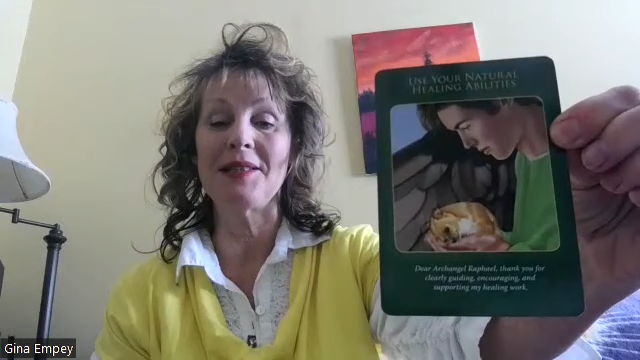 USE YOUR NATURAL
HEALING ABILITIES
Dear Archangel Raphael, thank you for
clearly guiding, encouraging, and
supporting my healing work.
Gina Empey